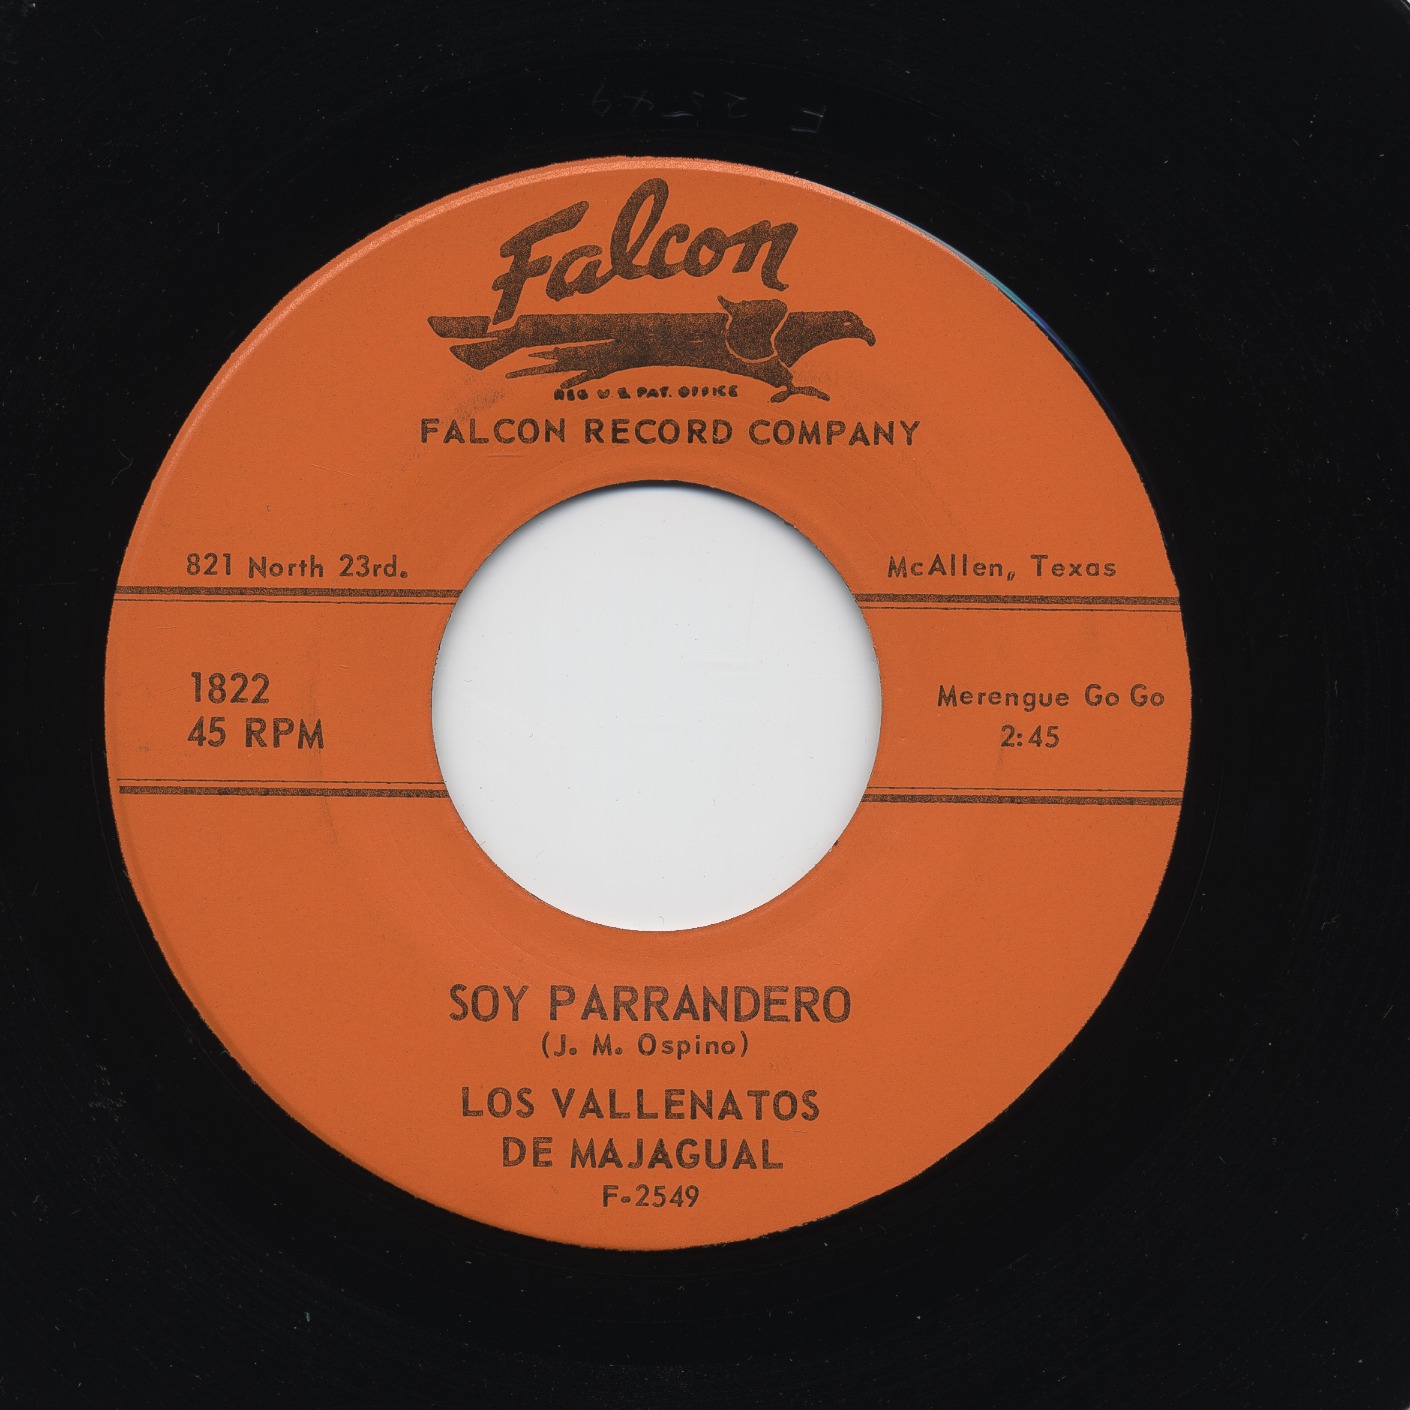 F 2549
Falcon
REG U.S. PAT. OFFICE
FALCON RECORD COMPANY
821 North 23rd.
McAllen, Texas
1822
45 RPM
Merengue Go Go
2:45
SOY PARRANDERO
(J. M. Ospino)
LOS VALLENATOS
DE MAJAGUAL
F-2549